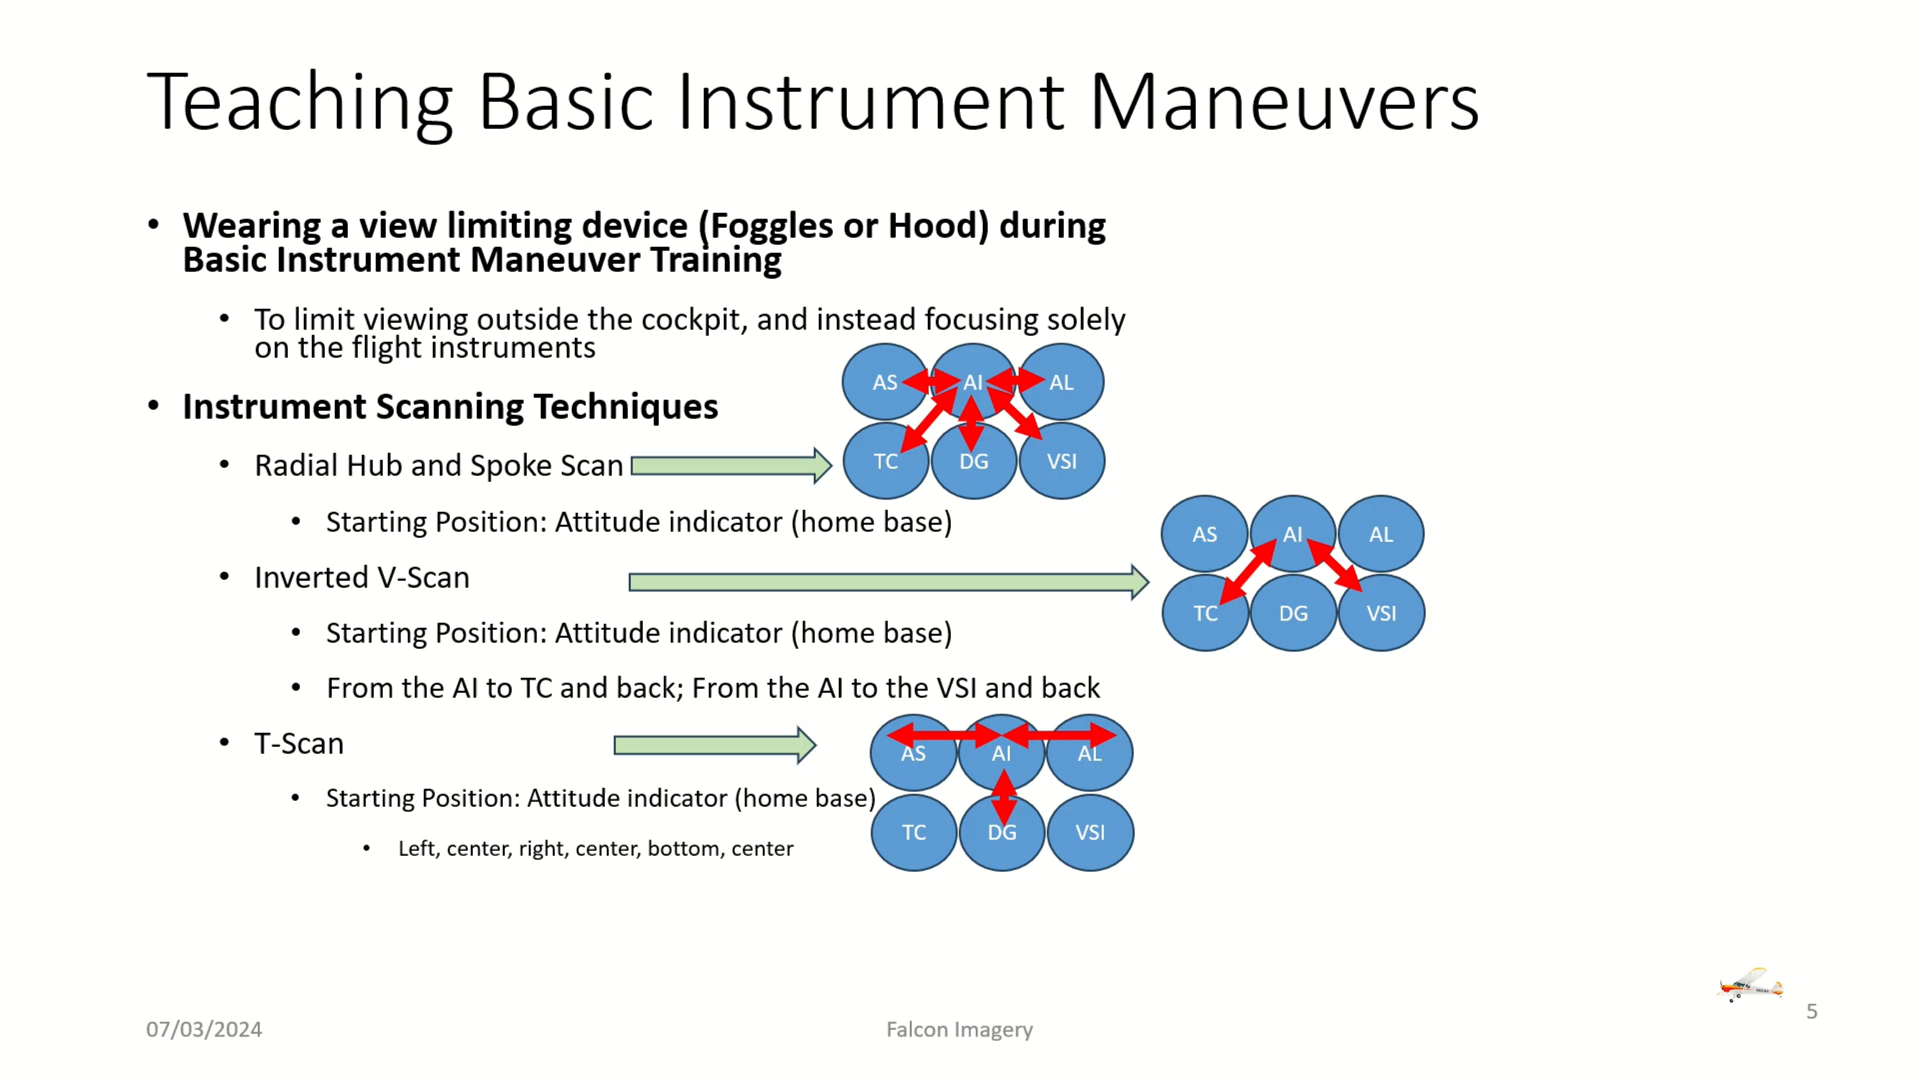 Teaching Basic Instrument Maneuvers
• Wearing a view limiting device (Foggles or Hood) during
Basic Instrument Maneuver Training
• To limit viewing outside the cockpit, and instead focusing solely
on the flight instruments
AS AI AL
• Instrument Scanning Techniques
• Radial Hub and Spoke Scan
TC DG VSI
• Starting Position: Attitude indicator (home base)
AS AI AL
• Inverted V-Scan
TC DG VSI
• Starting Position: Attitude indicator (home base)
• From the AI to TC and back; From the AI to the VSI and back
• T-Scan
AS AI AL
• Starting Position: Attitude indicator (home base)
TC DG VSI
• Left, center, right, center, bottom, center
07/03/2024
Falcon Imagery
5